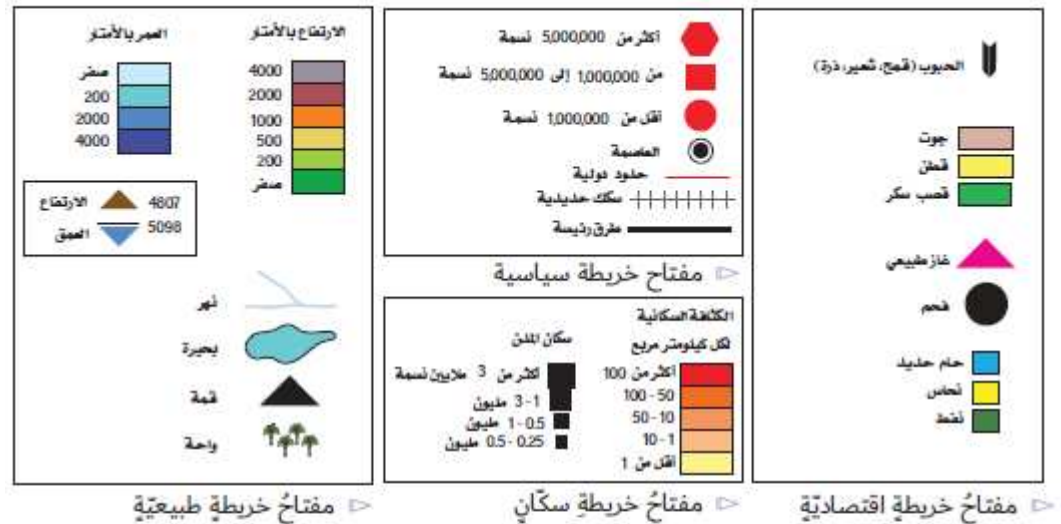 الحبوب (قمح، شعير، ذرة)
جوت
قطن
قصب سكر
غاز طبيعي
فحم
خام حديد
نحاس
نفط
مفتاحُ خريطةٍ اقتصاديّةٍ
أكثر من 5,000,000 نسمة
من 1,000,000 إلى 5,000,000 نسمة
أقل من 1,000,000 نسمة
العاصمة
حدود دولية
سكك حديدية
طرق رئيسة
مفتاح خريطة سياسية
الكثافة السكانية
لكل كيلومتر مربع
أكثر من 100
50 - 100
10 - 50
1 - 10
أقل من 1
سكان المدن
أكثر من 3 ملايين نسمة
1 - 3 مليون
0.5 - 1 مليون
0.25 - 0.5 مليون
مفتاحُ خريطةِ سكّانٍ
الارتفاع بالأمتار
4000
2000
1000
500
200
صفر
العمر بالأمتار
صفر
200
2000
4000
4807 الارتفاع
5098 العمق
نهر
بحيرة
قمة
واحة
مفتاحُ خريطةٍ طبيعيّةٍ